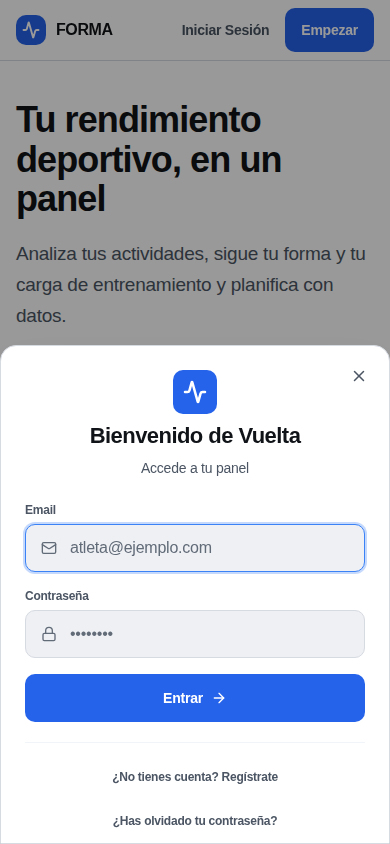 FORMA
Iniciar Sesión
Empezar
Tu rendimiento
deportivo, en un
panel
Analiza tus actividades, sigue tu forma y tu
carga de entrenamiento y planifica con
datos.
Bienvenido de Vuelta
Accede a tu panel
Email
atleta@ejemplo.com
Contraseña
••••••••
Entrar
¿No tienes cuenta? Regístrate
¿Has olvidado tu contraseña?